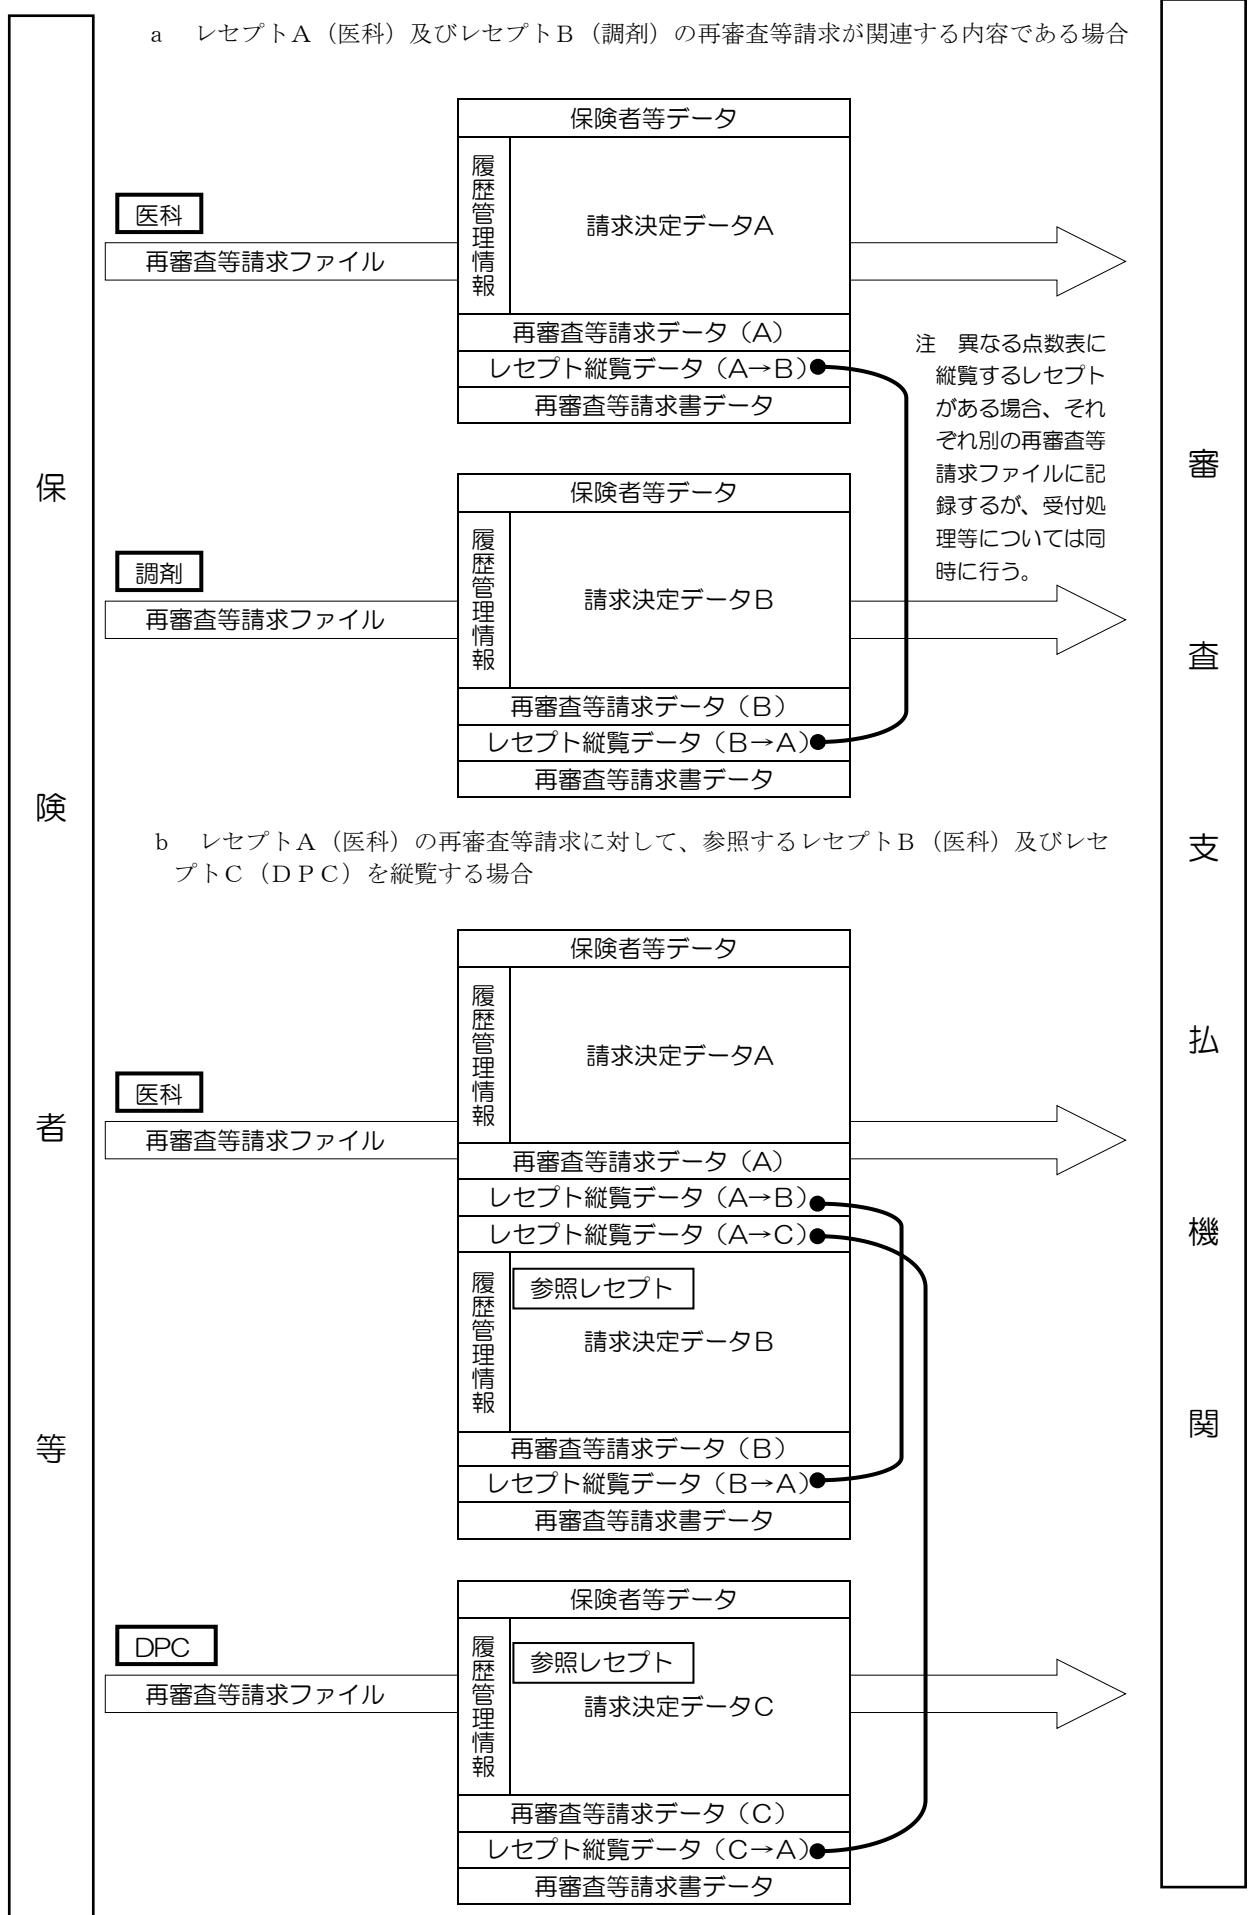 a　レセプトＡ（医科）及びレセプトＢ（調剤）の再審査等請求が関連する内容である場合
保険者等
審査支払機関
保険者等データ
履歴管理情報
請求決定データA
医科
再審査等請求ファイル
再審査等請求データ（A）
レセプト縦覧データ（A→B）
再審査等請求書データ
注　異なる点数表に
縦覧するレセプト
がある場合、それ
ぞれ別の再審査等
請求ファイルに記
録するが、受付処
理等については同
時に行う。
保険者等データ
履歴管理情報
請求決定データB
調剤
再審査等請求ファイル
再審査等請求データ（B）
レセプト縦覧データ（B→A）
再審査等請求書データ
b　レセプトＡ（医科）の再審査等請求に対して、参照するレセプトＢ（医科）及びレセ
プトＣ（ＤＰＣ）を縦覧する場合
保険者等データ
履歴管理情報
請求決定データA
医科
再審査等請求ファイル
再審査等請求データ（A）
レセプト縦覧データ（A→B）
レセプト縦覧データ（A→C）
履歴管理情報
参照レセプト
請求決定データB
再審査等請求データ（B）
レセプト縦覧データ（B→A）
再審査等請求書データ
保険者等データ
履歴管理情報
参照レセプト
請求決定データC
DPC
再審査等請求ファイル
再審査等請求データ（C）
レセプト縦覧データ（C→A）
再審査等請求書データ